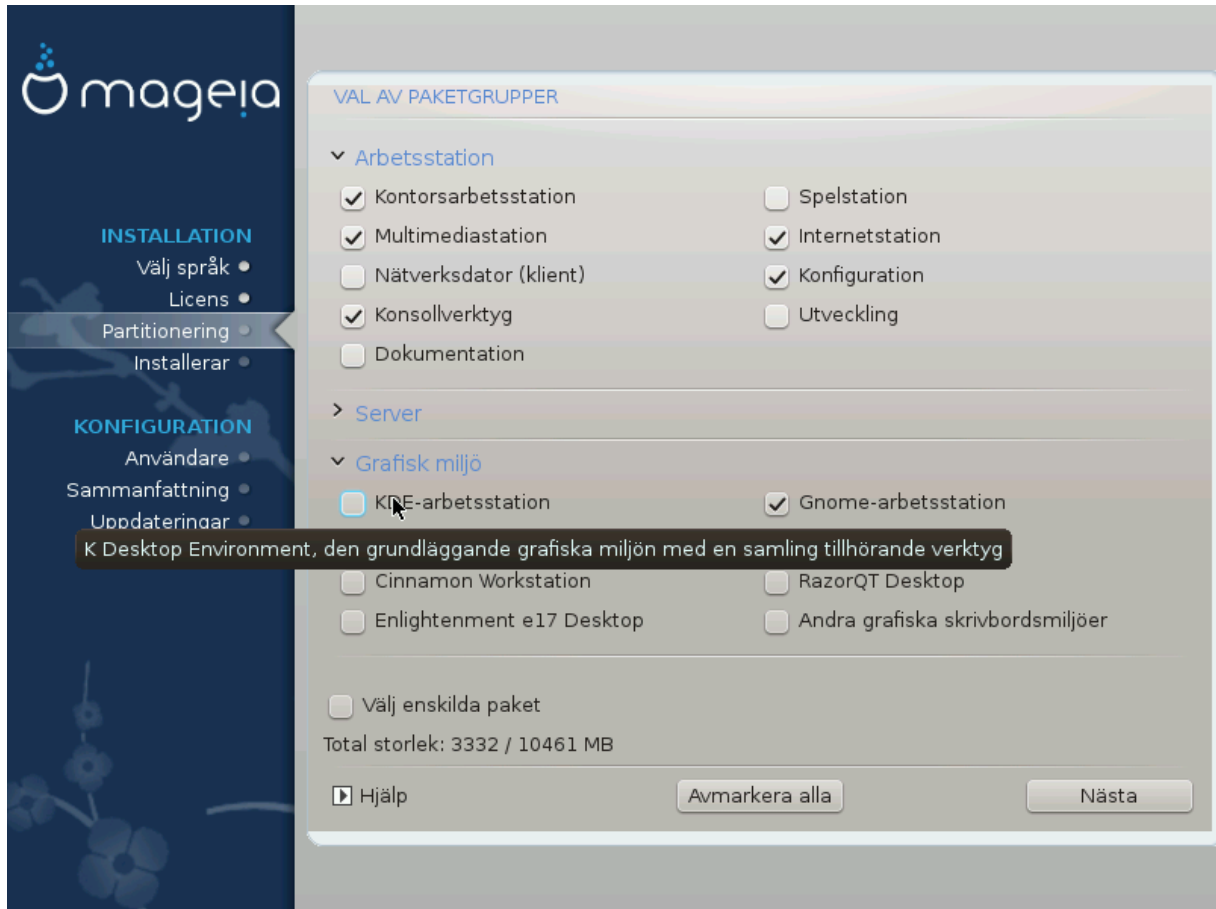 mageia
INSTALLATION
Välj språk
Licens
Partitionering
Installerar
KONFIGURATION
Användare
Sammanfattning
Uppdateringar
VAL AV PAKETGRUPPER
Arbetsstation
Kontorsarbetsstation
Spelstation
Multimediastation
Internetstation
Nätverksdator (klient)
Konfiguration
Konsollverktyg
Utveckling
Dokumentation
Server
Grafisk miljö
KDE-arbetsstation
Gnome-arbetsstation
K Desktop Environment, den grundläggande grafiska miljön med en samling tillhörande verktyg
Cinnamon Workstation
RazorQT Desktop
Enlightenment e17 Desktop
Andra grafiska skrivbordsmiljöer
Välj enskilda paket
Total storlek: 3332 / 10461 MB
Hjälp
Avmarkera alla
Nästa